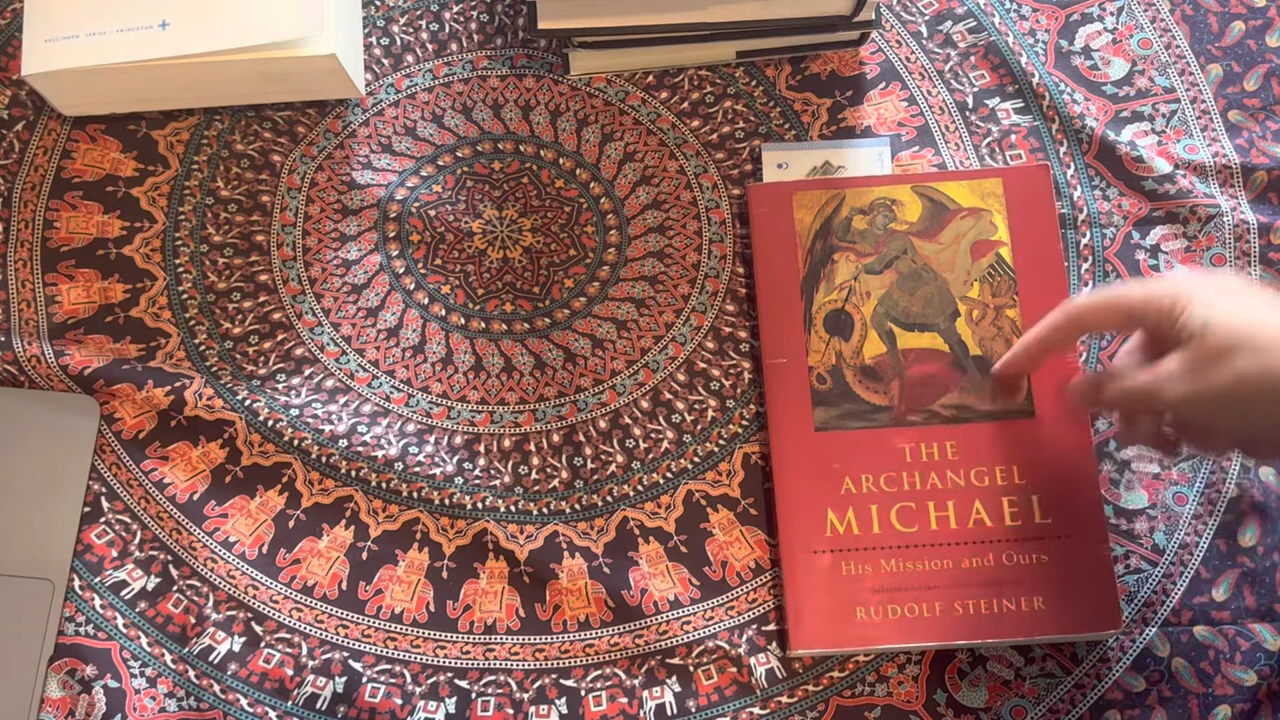 THE
ARCHANGEL
MICHAEL
His Mission and Ours
RUDOLF STEINER